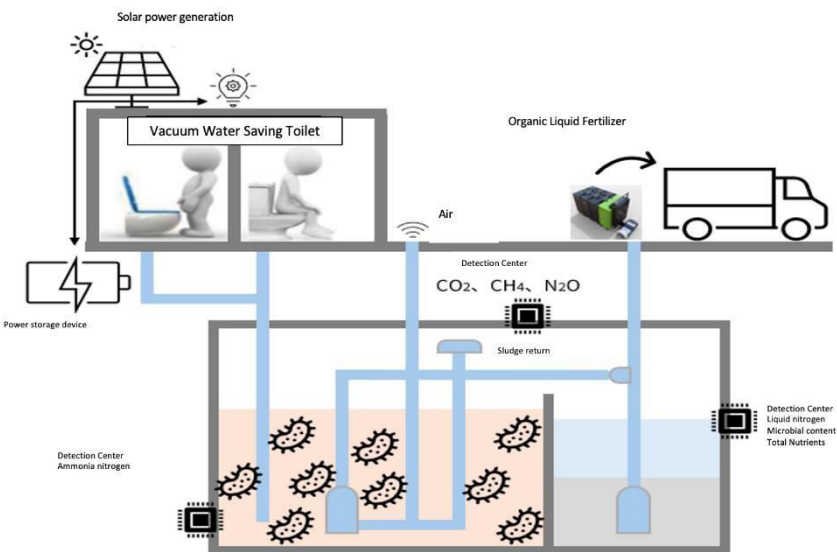 Solar power generation
Vacuum Water Saving Toilet
Organic Liquid Fertilizer
Air
Power storage device
Detection Center
CO2、CH4、N2O
Sludge return
Detection Center
Liquid nitrogen
Microbial content
Total Nutrients
Detection Center
Ammonia nitrogen